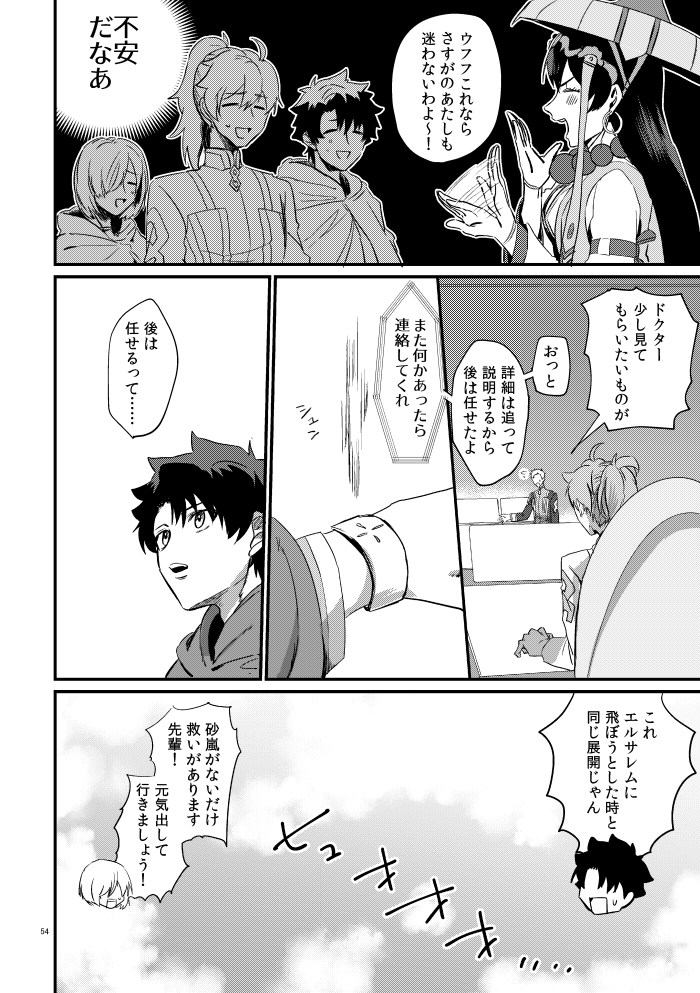 ウフフこれなら
さすがのあたしも
迷わないわよ〜！
不安
だなぁ
ドクター
少し見て
もらいたいものが
おっと
詳細は追って
説明するから
後は任せたよ
また何かあったら
連絡してくれ
シュン
後は
任せるって……
これ
エルサレムに
飛ぼうとした時と
同じ展開じゃん
ヒュ
オオオ…
砂嵐がないだけ
救いがあります
先輩！
元気出して
行きましょう！
54